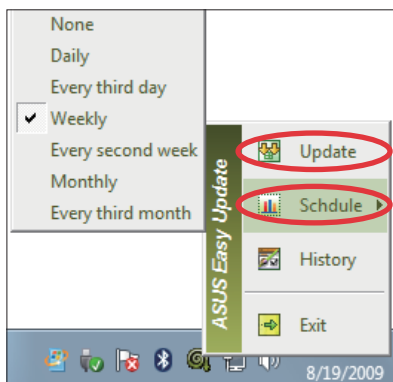 None
Daily
Every third day
Weekly
Every second week
Monthly
Every third month
ASUS Easy Update
Update
Schdule
History
Exit
8/19/2009